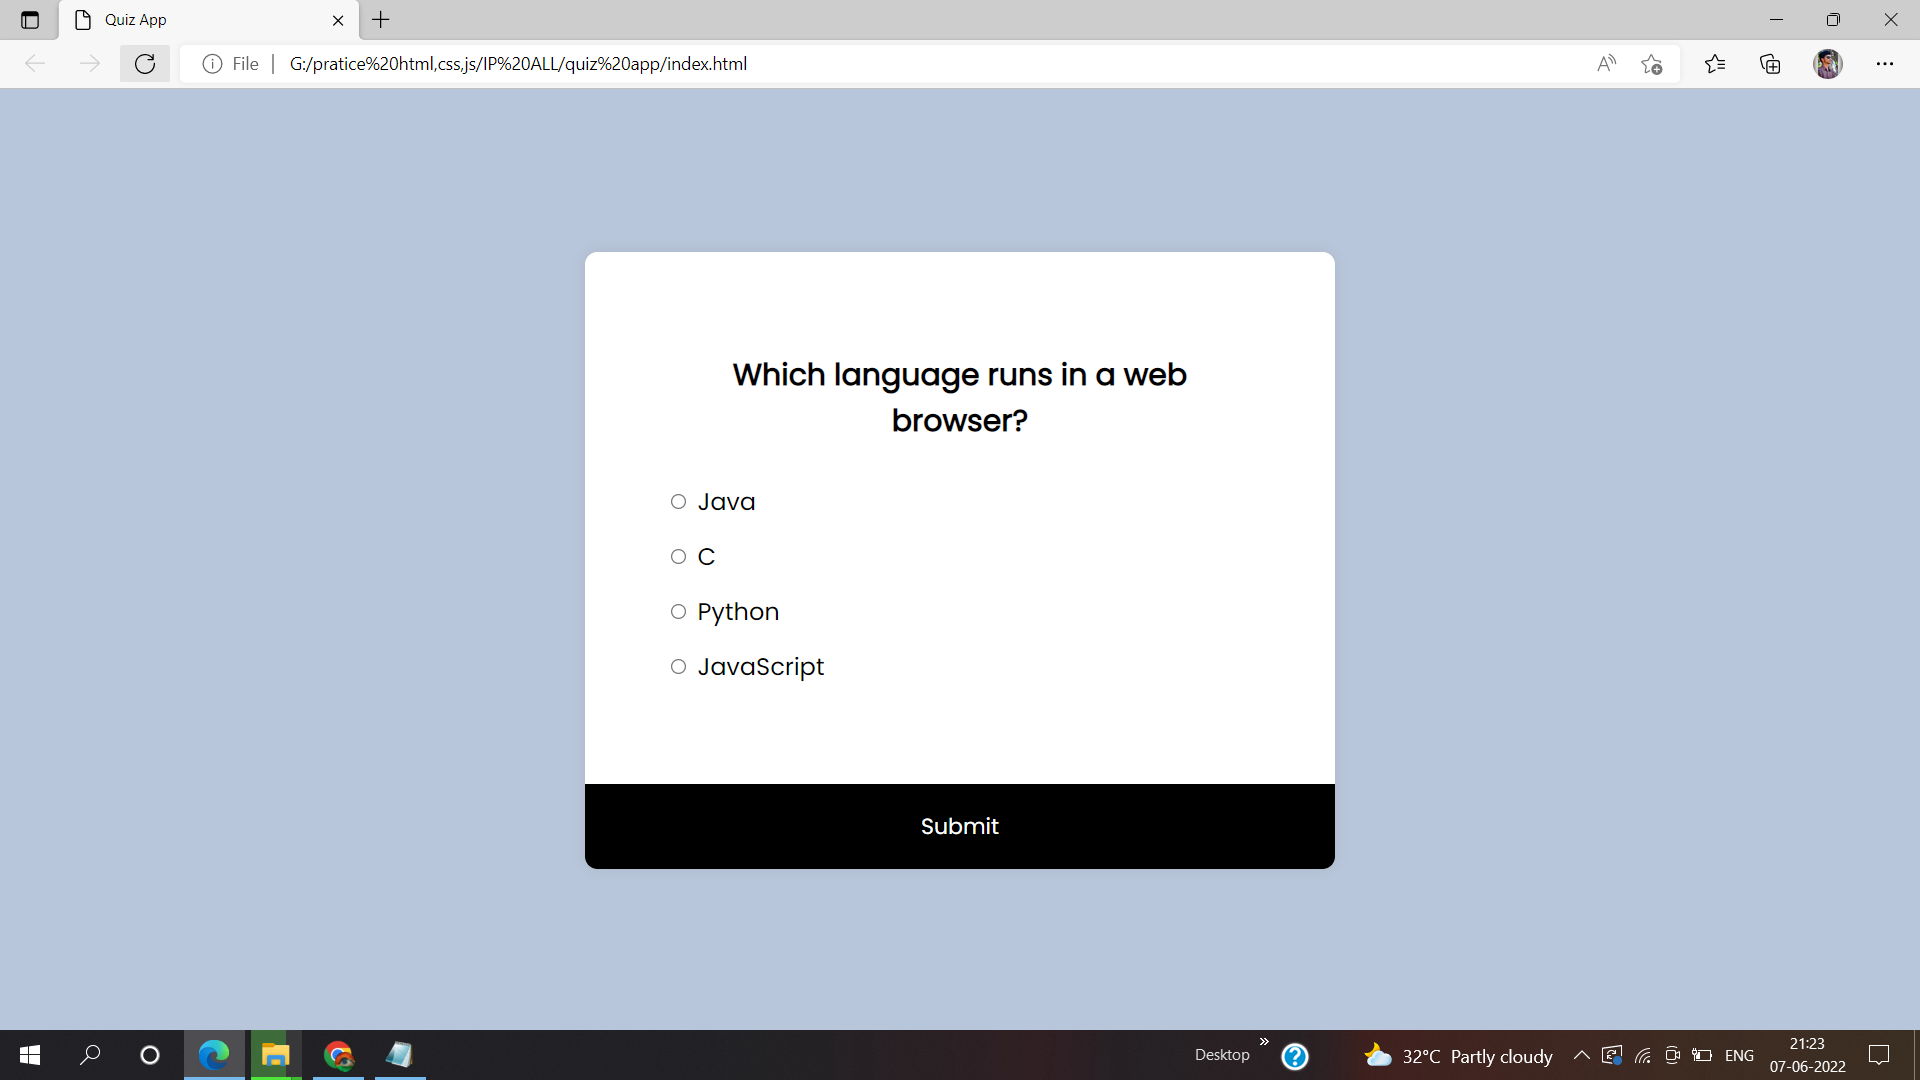 Quiz App
File
G:/pratice%20html,css,js/IP%20ALL/quiz%20app/index.html
Which language runs in a web
browser?
Java
C
Python
JavaScript
Submit
Desktop
32°C Partly cloudy
ENG
21:23
07-06-2022